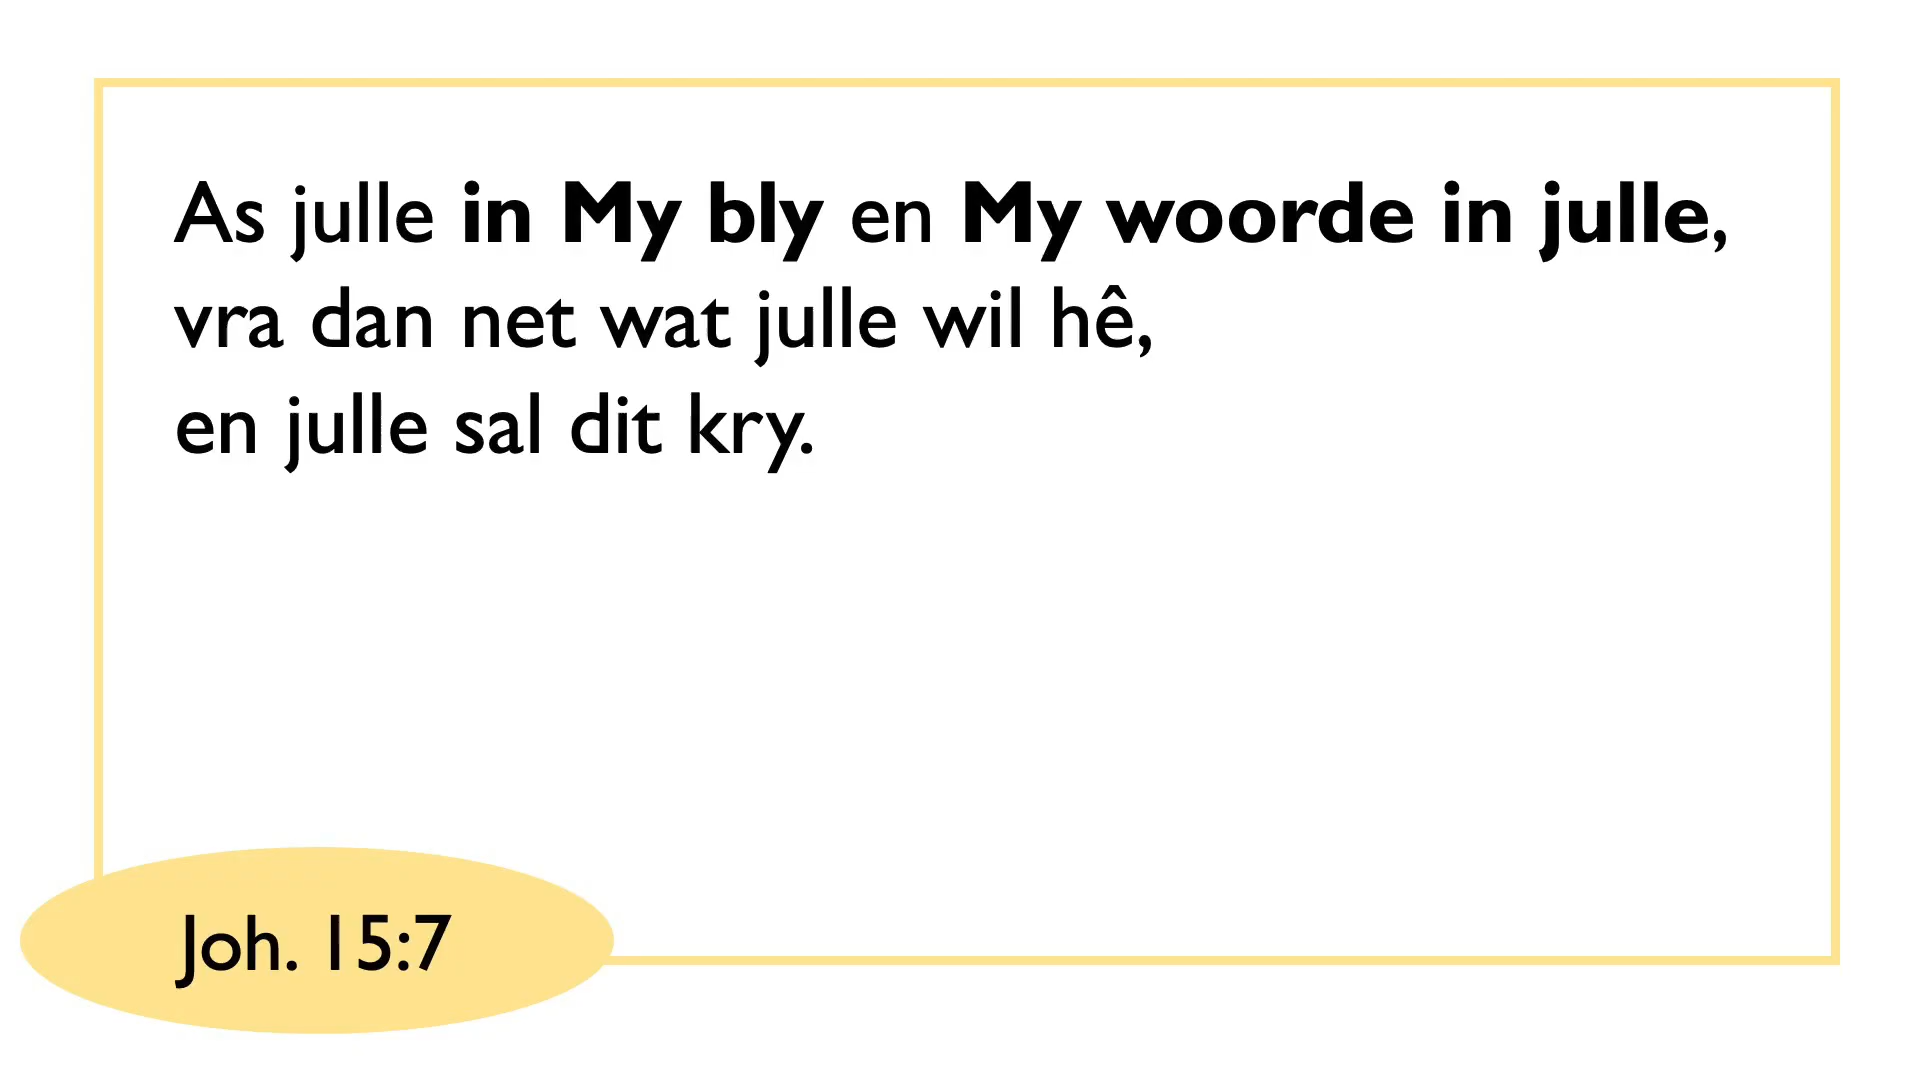 As julle in My bly en My woorde in julle,
vra dan net wat julle wil hê,
en julle sal dit kry.
Joh. 15:7